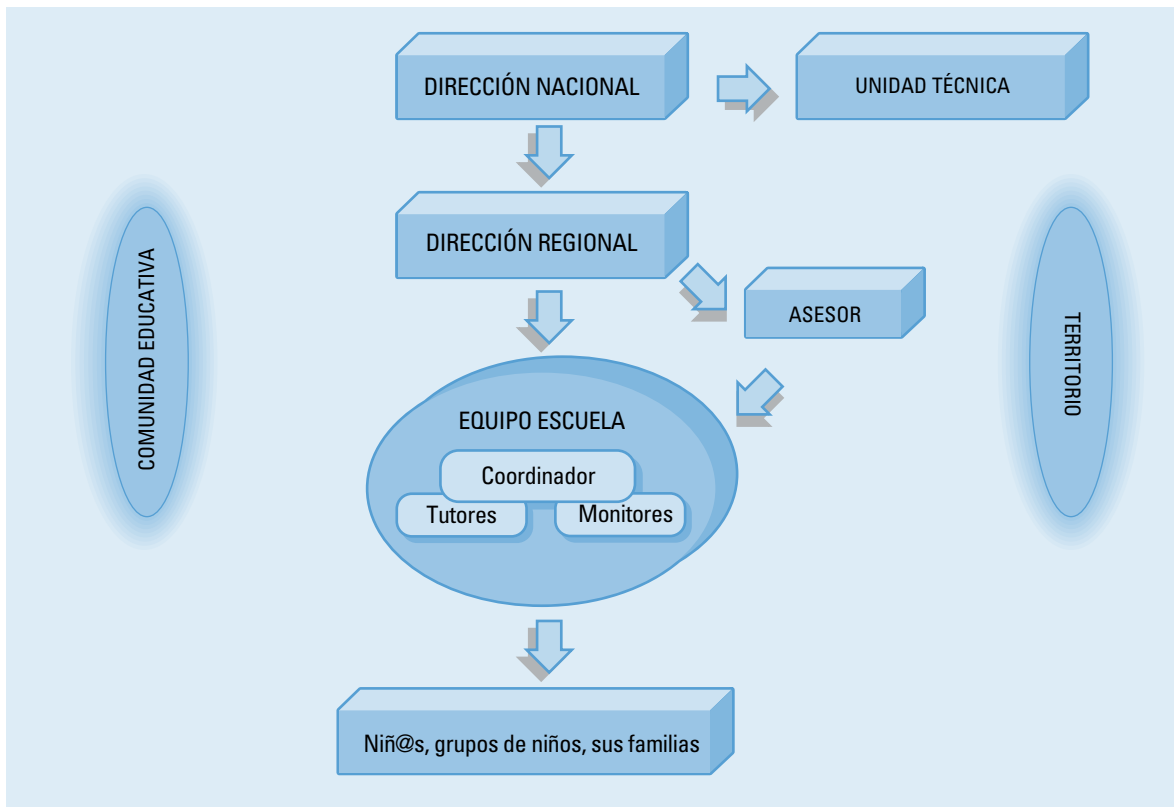 DIRECCIÓN NACIONAL
UNIDAD TÉCNICA
DIRECCIÓN REGIONAL
COMUNIDAD EDUCATIVA
ASESOR
TERRITORIO
EQUIPO ESCUELA
Coordinador
Tutores
Monitores
Niñ@s, grupos de niños, sus familias